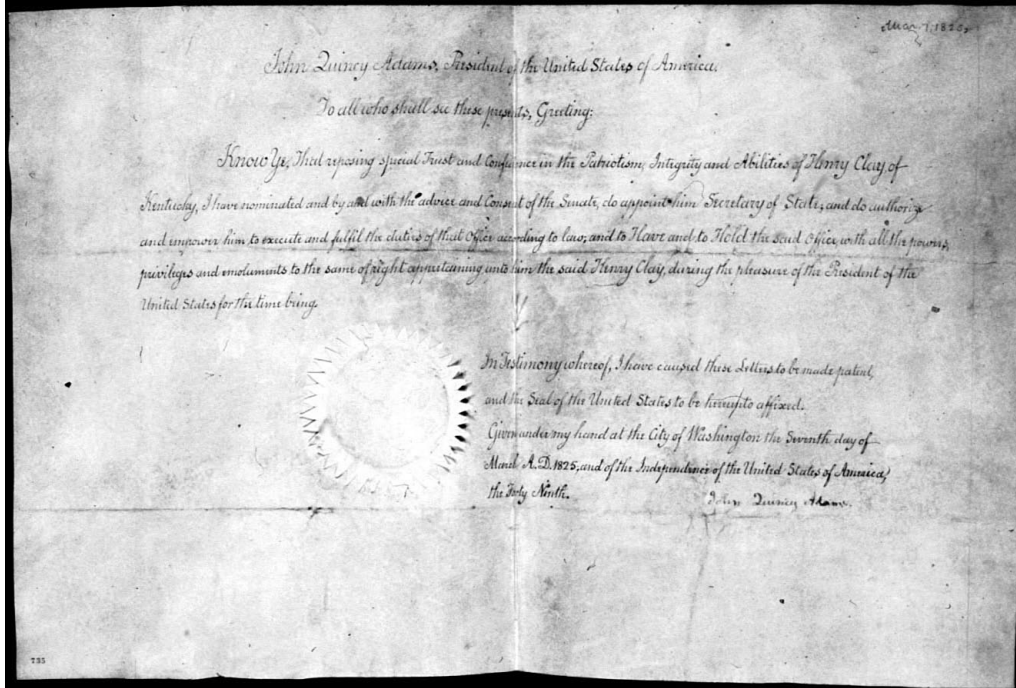 Mar 7, 1825.
John Quincy Adams, President of the United States of America.
To all who shall see these presents, Greeting:
Know Ye, That reposing special Trust and Confidence in the Patriotism, Integrity and Abilities of Henry Clay of
Kentucky, I have nominated and by and with the advice and Consent of the Senate, do appoint him Secretary of State; and do authorize
and empower him to execute and fulfil the duties of that Office according to law; and to Have and to Hold the said Office, with all the powers,
privileges and emoluments to the same of right appertaining unto him the said Henry Clay, during the pleasure of the President of the
United States for the time being.
In Testimony whereof, I have caused these Letters to be made patent,
and the Seal of the United States to be hereunto affixed.
Given under my hand at the City of Washington the Seventh day of
March A.D. 1825; and of the Independence of the United States of America,
the Forty Ninth.
John Quincy Adams.
735